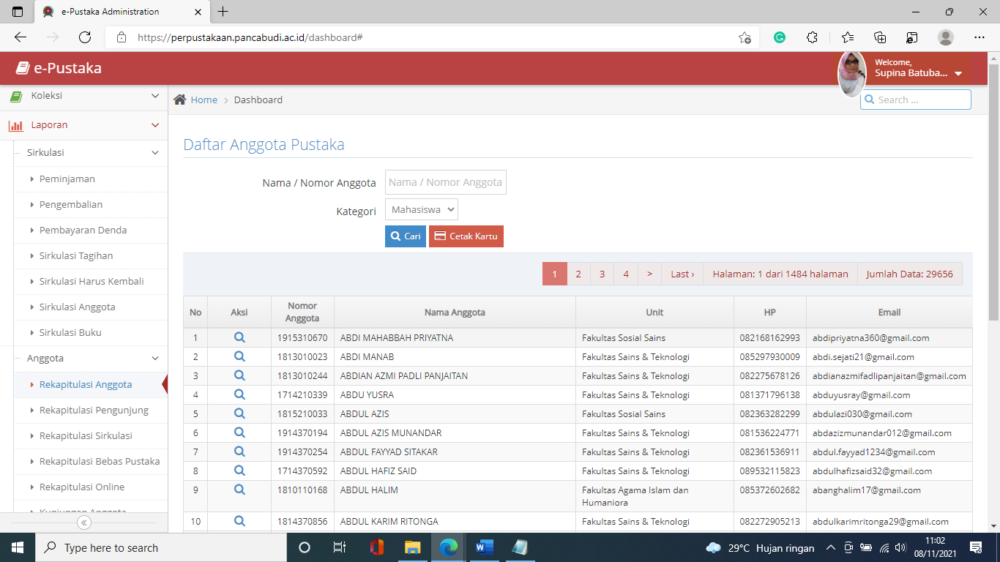 e-Pustaka Administration
https://perpustakaan.pancabudi.ac.id/dashboard#
e-Pustaka
Welcome,
Supina Batuba...
Koleksi
Laporan
Sirkulasi
Peminjaman
Pengembalian
Pembayaran Denda
Sirkulasi Tagihan
Sirkulasi Harus Kembali
Sirkulasi Anggota
Sirkulasi Buku
Anggota
Rekapitulasi Anggota
Rekapitulasi Pengunjung
Rekapitulasi Sirkulasi
Rekapitulasi Bebas Pustaka
Rekapitulasi Online
Kunjungan Anggota
Home > Dashboard
Search ...
Daftar Anggota Pustaka
Nama / Nomor Anggota Nama / Nomor Anggota
Kategori Mahasiswa
Cari Cetak Kartu
1 2 3 4 > Last › Halaman: 1 dari 1484 halaman Jumlah Data: 29656
No Aksi Nomor Anggota Nama Anggota Unit HP Email
1 1915310670 ABDI MAHABBAH PRIYATNA Fakultas Sosial Sains 082168162993 abdipriyatna360@gmail.com
2 1813010023 ABDI MANAB Fakultas Sains & Teknologi 085297930009 abdi.sejati21@gmail.com
3 1813010244 ABDIAN AZMI PADLI PANJAITAN Fakultas Sains & Teknologi 082275678126 abdianazmifadlipanjaitan@gmail.com
4 1714210339 ABDU YUSRA Fakultas Sains & Teknologi 081371796138 abduyusray@gmail.com
5 1815210033 ABDUL AZIS Fakultas Sosial Sains 082363282299 abdulazi030@gmail.com
6 1914370194 ABDUL AZIS MUNANDAR Fakultas Sains & Teknologi 081536224771 abdazizmunandar012@gmail.com
7 1914370254 ABDUL FAYYAD SITAKAR Fakultas Sains & Teknologi 082361536911 abdul.fayyad1234@gmail.com
8 1714370592 ABDUL HAFIZ SAID Fakultas Sains & Teknologi 089532115823 abdulhafizsaid32@gmail.com
9 1810110168 ABDUL HALIM Fakultas Agama Islam dan Humaniora 085372602682 abanghalim17@gmail.com
10 1814370856 ABDUL KARIM RITONGA Fakultas Sains & Teknologi 082272905213 abdulkarimritonga29@gmail.com
Type here to search
29°C Hujan ringan
11:02
08/11/2021